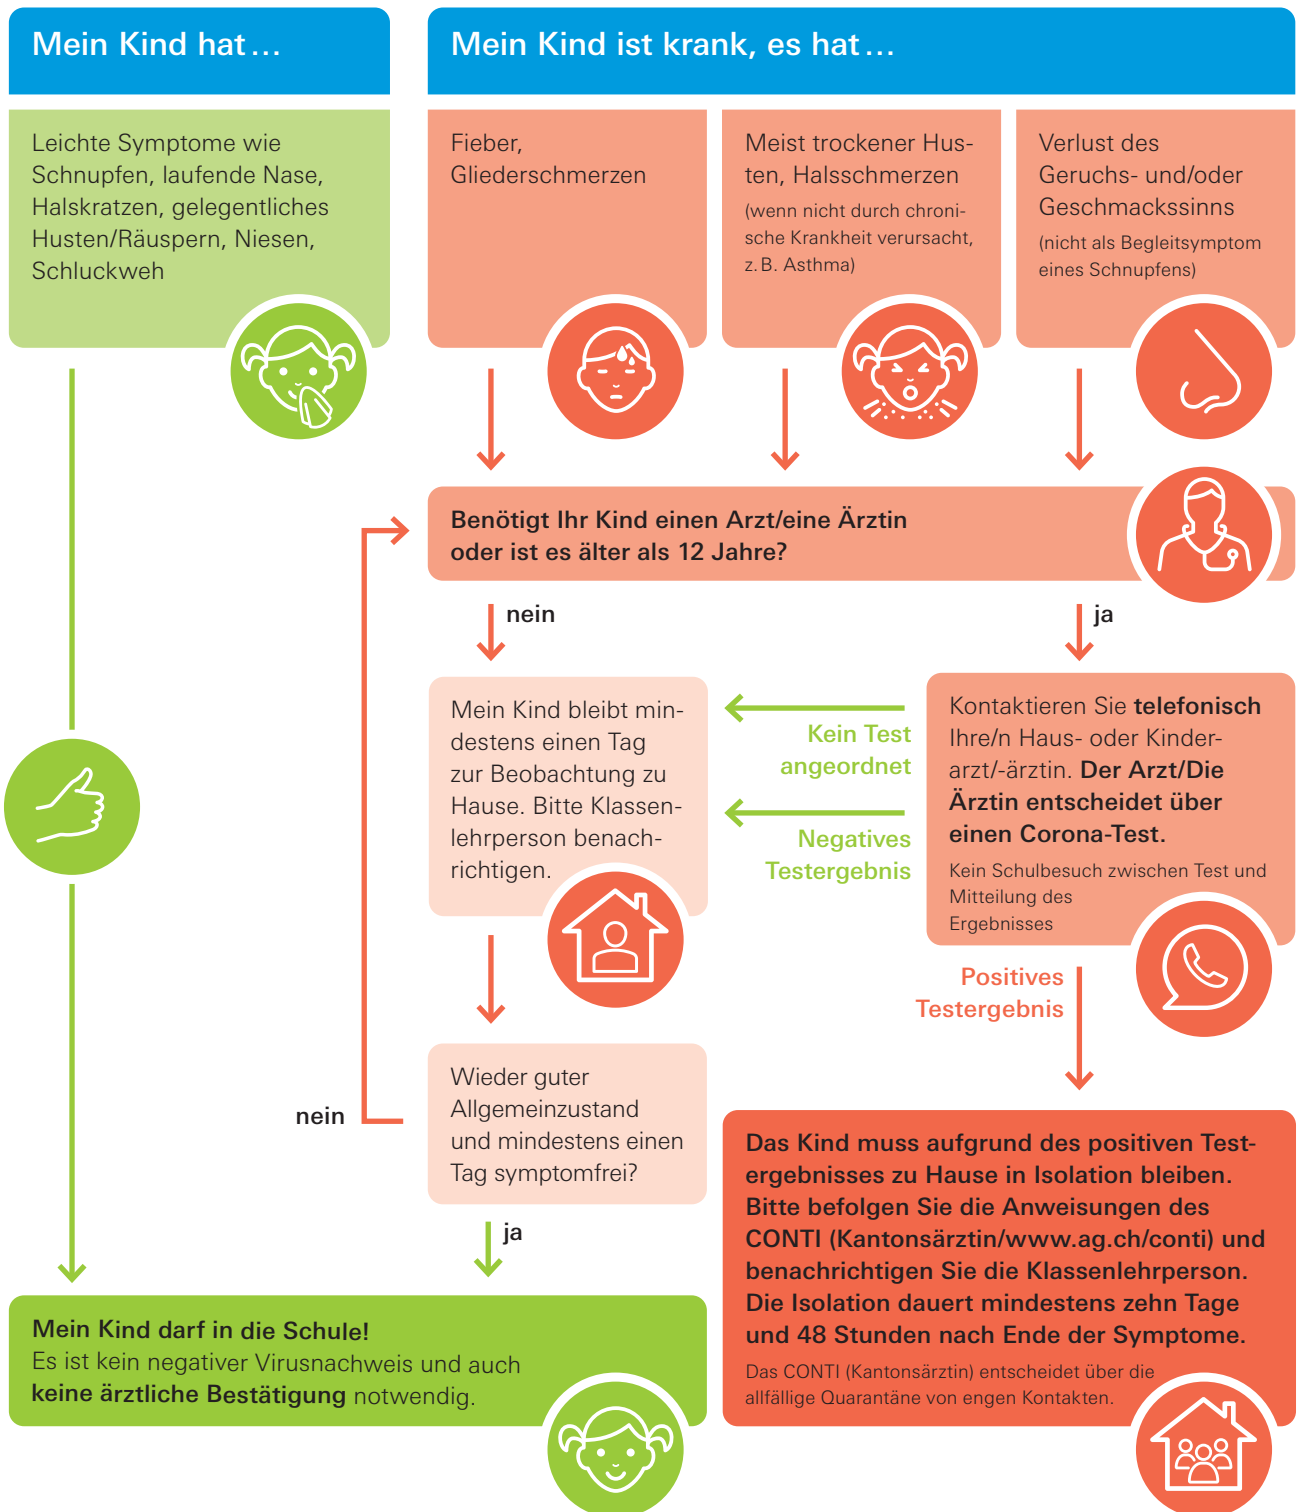 Mein Kind hat...
Mein Kind ist krank, es hat...
Leichte Symptome wie
Schnupfen, laufende Nase,
Halskratzen, gelegentliches
Husten/Räuspern, Niesen,
Schluckweh
Fieber,
Gliederschmerzen
Meist trockener Hus-
ten, Halsschmerzen
(wenn nicht durch chroni-
sche Krankheit verursacht,
z.B. Asthma)
Verlust des
Geruchs- und/oder
Geschmackssinns
(nicht als Begleitsymptom
eines Schnupfens)
Benötigt Ihr Kind einen Arzt/eine Ärztin
oder ist es älter als 12 Jahre?
nein
ja
Mein Kind bleibt min-
destens einen Tag
zur Beobachtung zu
Hause. Bitte Klassen-
lehrperson benach-
richtigen.
Kein Test
angeordnet
Negatives
Testergebnis
Kontaktieren Sie telefonisch
Ihre/n Haus- oder Kinder-
arzt/-ärztin. Der Arzt/Die
Ärztin entscheidet über
einen Corona-Test.
Kein Schulbesuch zwischen Test und
Mitteilung des
Ergebnisses
Positives
Testergebnis
Wieder guter
Allgemeinzustand
und mindestens einen
Tag symptomfrei?
nein
ja
Das Kind muss aufgrund des positiven Test-
ergebnisses zu Hause in Isolation bleiben.
Bitte befolgen Sie die Anweisungen des
CONTI (Kantonsärztin/www.ag.ch/conti) und
benachrichtigen Sie die Klassenlehrperson.
Die Isolation dauert mindestens zehn Tage
und 48 Stunden nach Ende der Symptome.
Das CONTI (Kantonsärztin) entscheidet über die
allfällige Quarantäne von engen Kontakten.
Mein Kind darf in die Schule!
Es ist kein negativer Virusnachweis und auch
keine ärztliche Bestätigung notwendig.